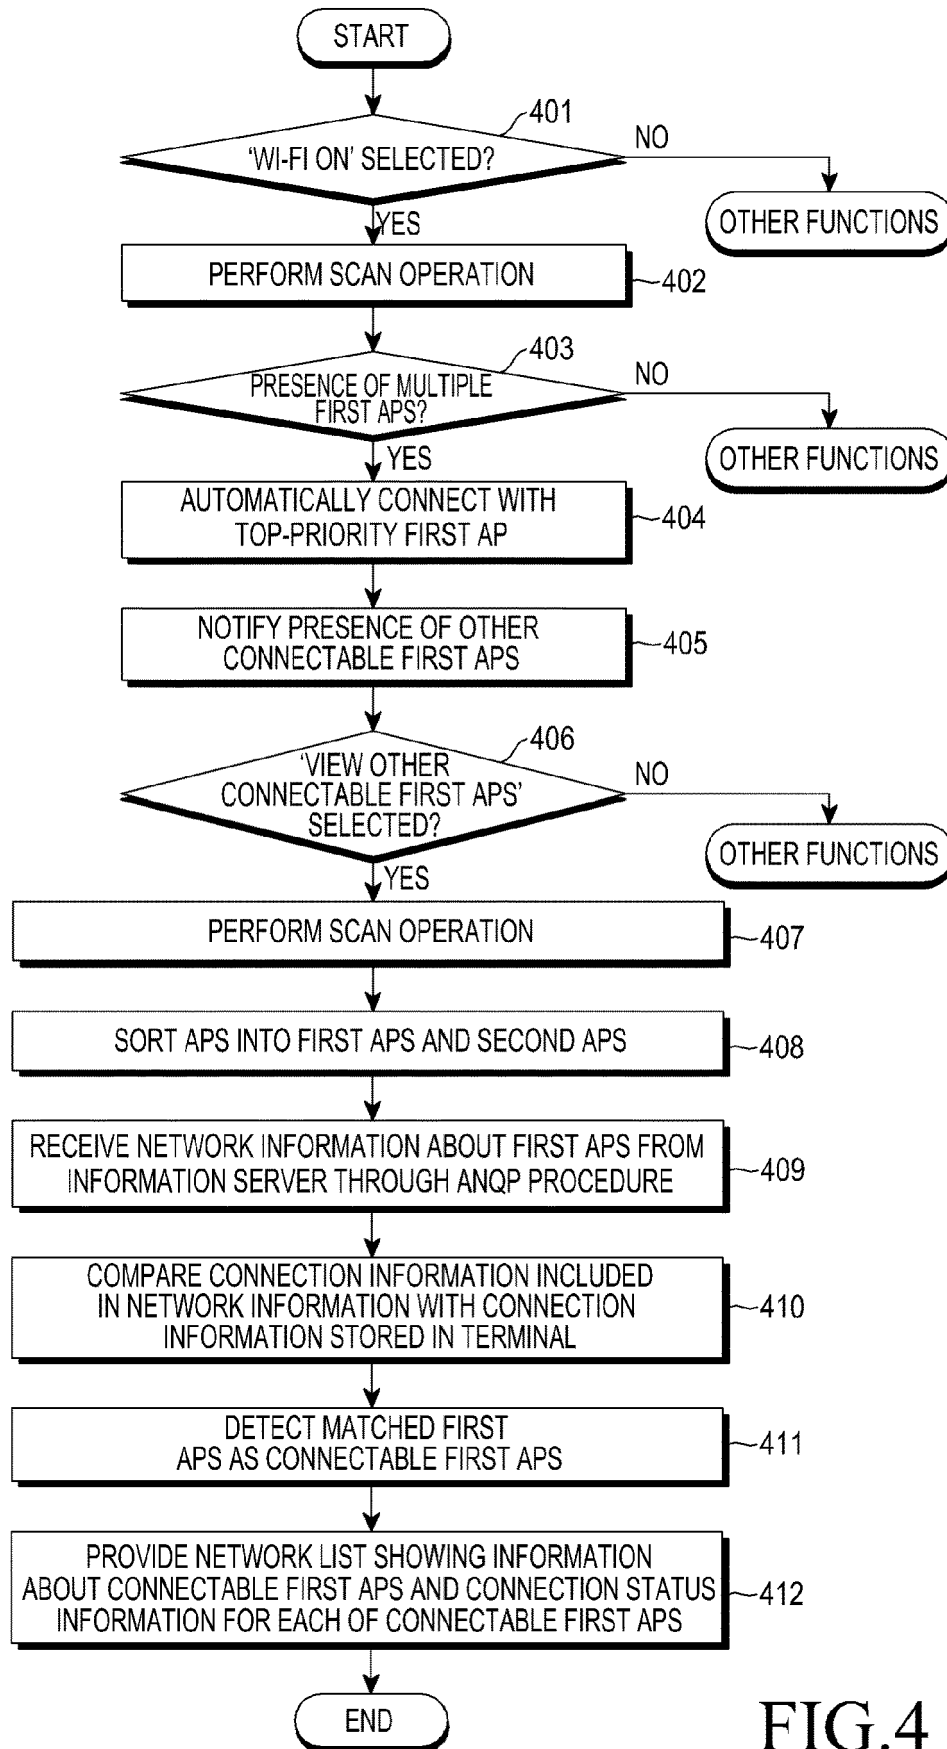 START
401
'WI-FI ON' SELECTED?
NO
OTHER FUNCTIONS
YES
PERFORM SCAN OPERATION
402
403
PRESENCE OF MULTIPLE
FIRST APS?
NO
OTHER FUNCTIONS
YES
AUTOMATICALLY CONNECT WITH
TOP-PRIORITY FIRST AP
404
NOTIFY PRESENCE OF OTHER
CONNECTABLE FIRST APS
405
406
'VIEW OTHER
CONNECTABLE FIRST APS'
SELECTED?
NO
OTHER FUNCTIONS
YES
PERFORM SCAN OPERATION
407
SORT APS INTO FIRST APS AND SECOND APS
408
RECEIVE NETWORK INFORMATION ABOUT FIRST APS FROM
INFORMATION SERVER THROUGH ANQP PROCEDURE
409
COMPARE CONNECTION INFORMATION INCLUDED
IN NETWORK INFORMATION WITH CONNECTION
INFORMATION STORED IN TERMINAL
410
DETECT MATCHED FIRST
APS AS CONNECTABLE FIRST APS
411
PROVIDE NETWORK LIST SHOWING INFORMATION
ABOUT CONNECTABLE FIRST APS AND CONNECTION STATUS
INFORMATION FOR EACH OF CONNECTABLE FIRST APS
412
END
FIG.4